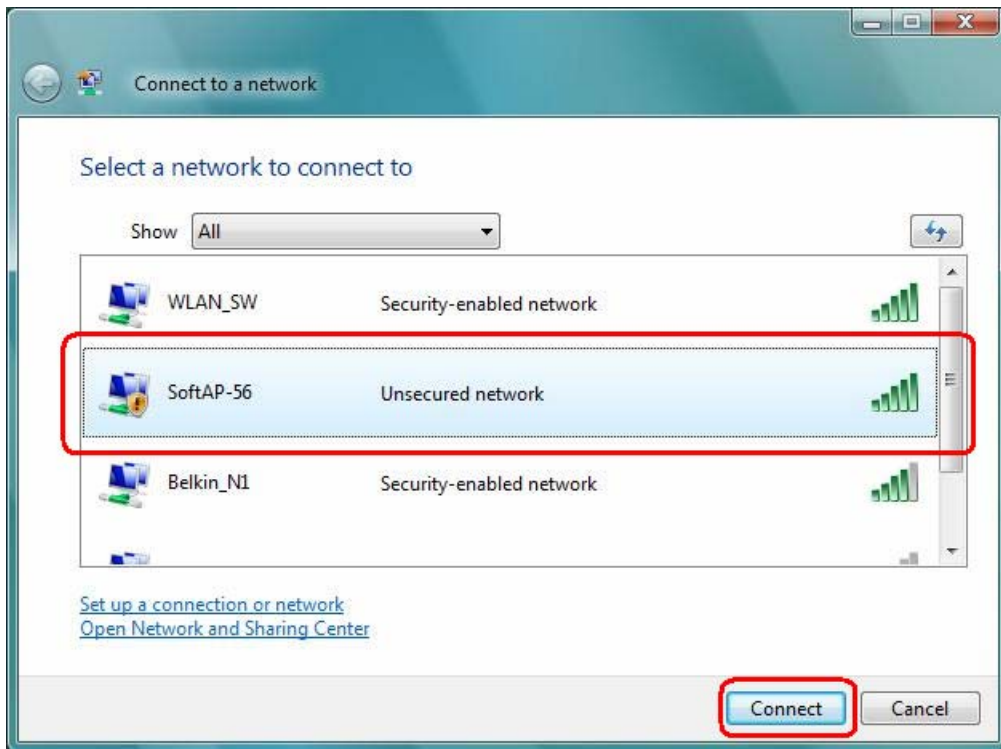 Connect to a network
Select a network to connect to
Show All
WLAN_SW Security-enabled network
SoftAP-56 Unsecured network
Belkin_N1 Security-enabled network
Set up a connection or network
Open Network and Sharing Center
Connect Cancel